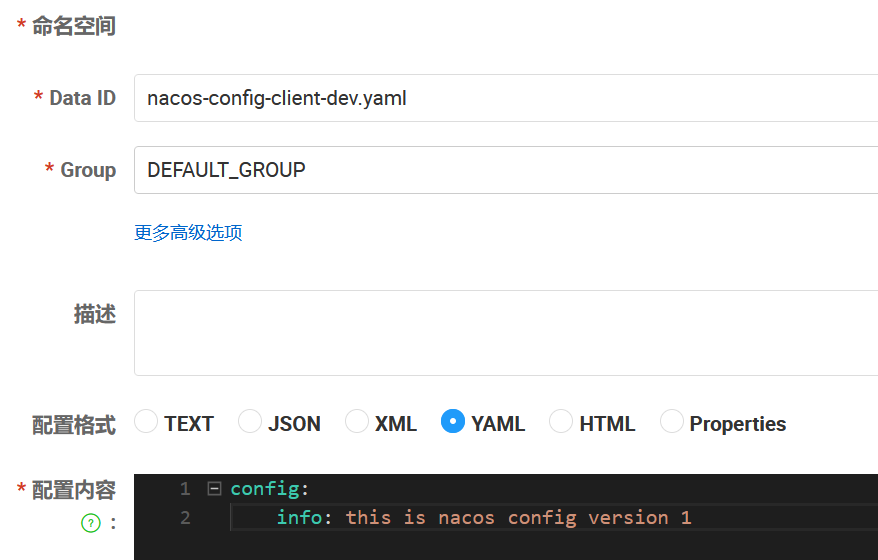 * 命名空间
* Data ID nacos-config-client-dev.yaml
* Group DEFAULT_GROUP
更多高级选项
描述
配置格式 TEXT JSON XML YAML HTML Properties
* 配置内容 1 config:
? : 2 info: this is nacos config version 1